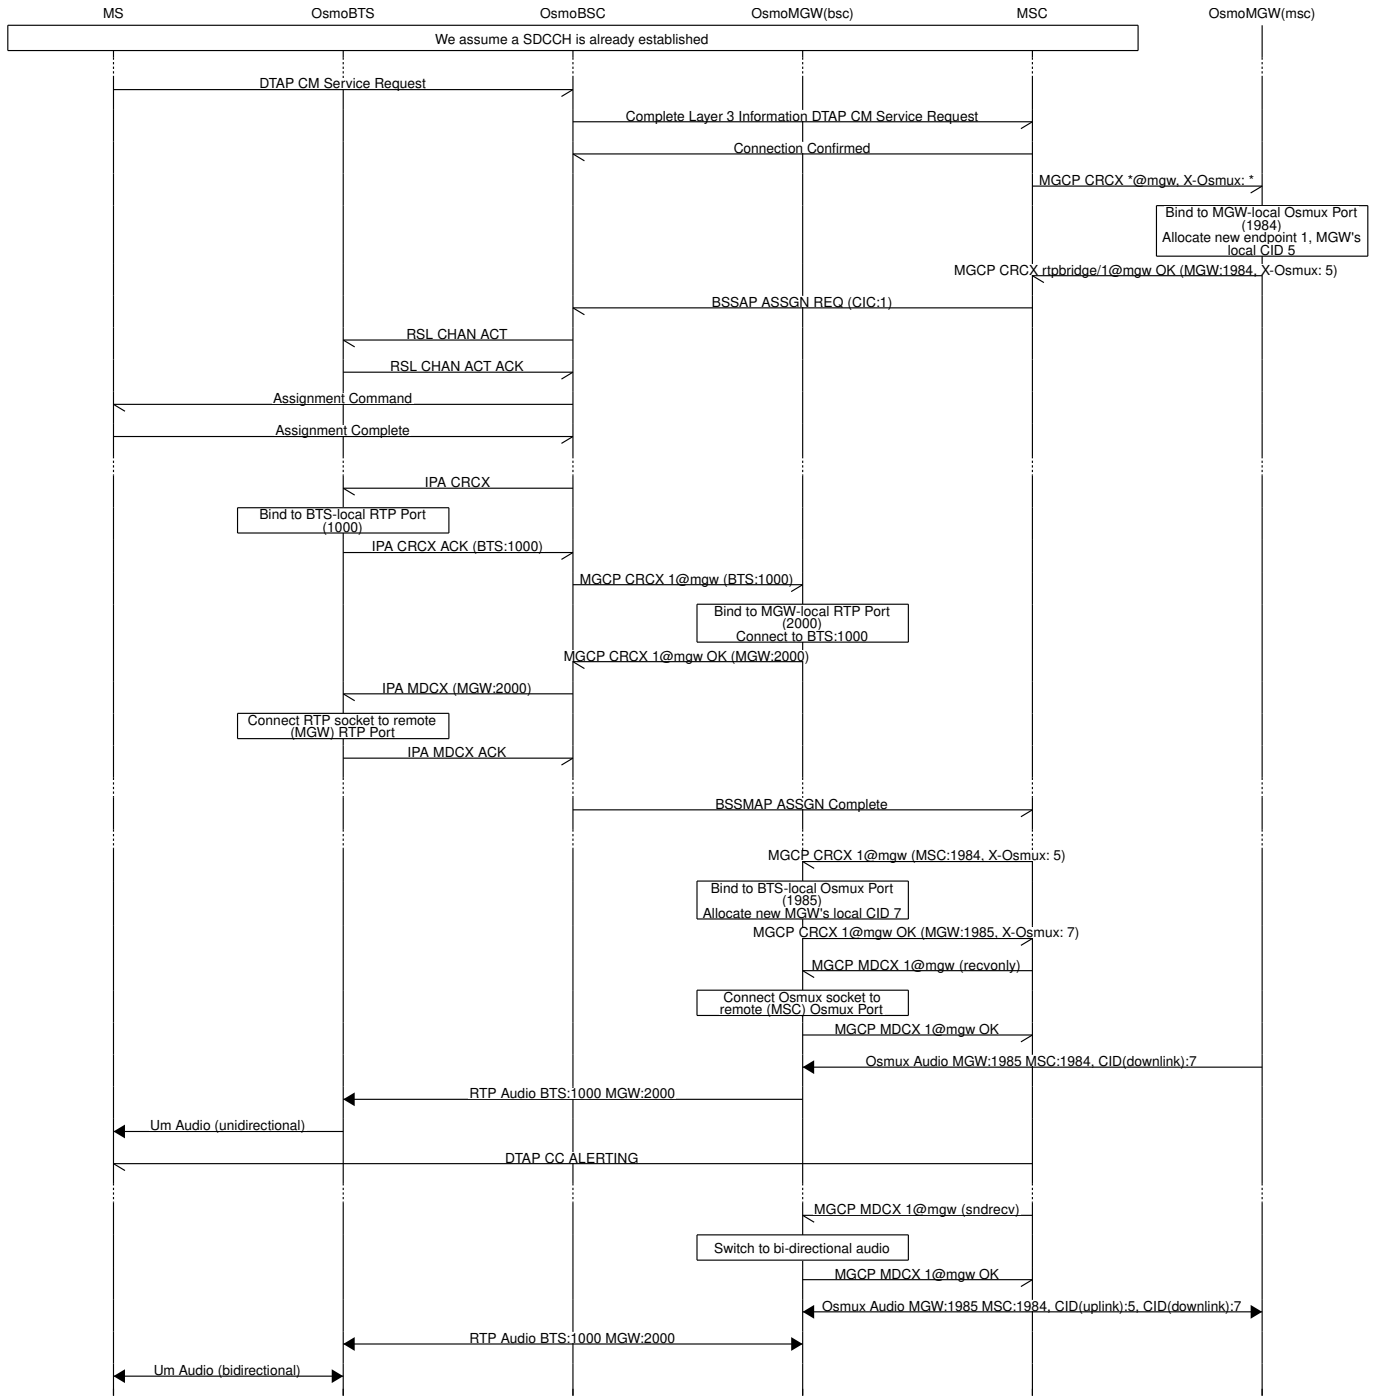 MS OsmoBTS OsmoBSC OsmoMGW(bsc) MSC OsmoMGW(msc)
We assume a SDCCH is already established
DTAP CM Service Request
Complete Layer 3 Information DTAP CM Service Request
Connection Confirmed
MGCP CRCX *@mgw, X-Osmux: *
Bind to MGW-local Osmux Port
(1984)
Allocate new endpoint 1, MGW's
local CID 5
MGCP CRCX rtpbridge/1@mgw OK (MGW:1984, X-Osmux: 5)
BSSAP ASSGN REQ (CIC:1)
RSL CHAN ACT
RSL CHAN ACT ACK
Assignment Command
Assignment Complete
IPA CRCX
Bind to BTS-local RTP Port
(1000)
IPA CRCX ACK (BTS:1000)
MGCP CRCX 1@mgw (BTS:1000)
Bind to MGW-local RTP Port
(2000)
Connect to BTS:1000
MGCP CRCX 1@mgw OK (MGW:2000)
IPA MDCX (MGW:2000)
Connect RTP socket to remote
(MGW) RTP Port
IPA MDCX ACK
BSSMAP ASSGN Complete
MGCP CRCX 1@mgw (MSC:1984, X-Osmux: 5)
Bind to BTS-local Osmux Port
(1985)
Allocate new MGW's local CID 7
MGCP CRCX 1@mgw OK (MGW:1985, X-Osmux: 7)
MGCP MDCX 1@mgw (recvonly)
Connect Osmux socket to
remote (MSC) Osmux Port
MGCP MDCX 1@mgw OK
Osmux Audio MGW:1985 MSC:1984, CID(downlink):7
RTP Audio BTS:1000 MGW:2000
Um Audio (unidirectional)
DTAP CC ALERTING
MGCP MDCX 1@mgw (sndrecv)
Switch to bi-directional audio
MGCP MDCX 1@mgw OK
Osmux Audio MGW:1985 MSC:1984, CID(uplink):5, CID(downlink):7
RTP Audio BTS:1000 MGW:2000
Um Audio (bidirectional)